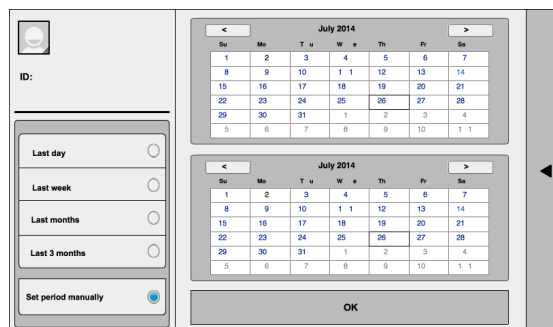 ID:
Last day
Last week
Last months
Last 3 months
Set period manually
< July 2014 >
Su Mo T u W e Th Fr Sa
1 2 3 4 5 6 7
8 9 10 1 1 12 13 14
15 16 17 18 19 20 21
22 23 24 25 26 27 28
29 30 31 1 2 3 4
5 6 7 8 9 10 1 1
< July 2014 >
Su Mo T u W e Th Fr Sa
1 2 3 4 5 6 7
8 9 10 1 1 12 13 14
15 16 17 18 19 20 21
22 23 24 25 26 27 28
29 30 31 1 2 3 4
5 6 7 8 9 10 1 1
OK